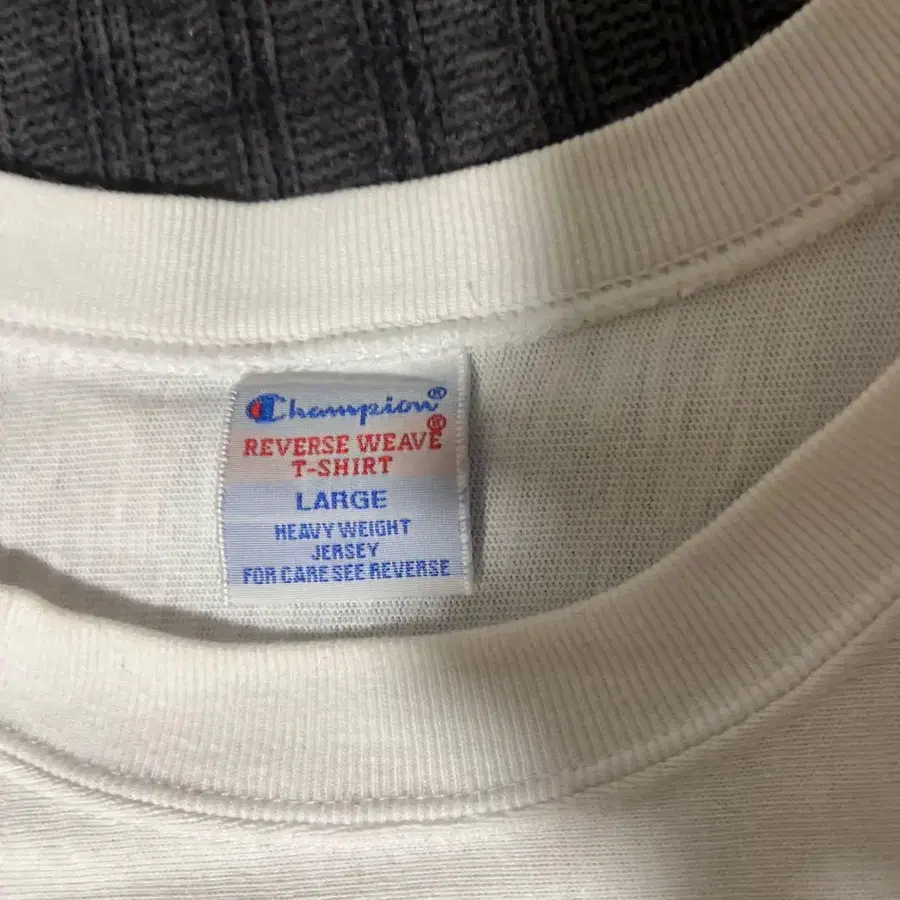 Champion®
REVERSE WEAVE®
T-SHIRT
LARGE
HEAVY WEIGHT
JERSEY
FOR CARE SEE REVERSE